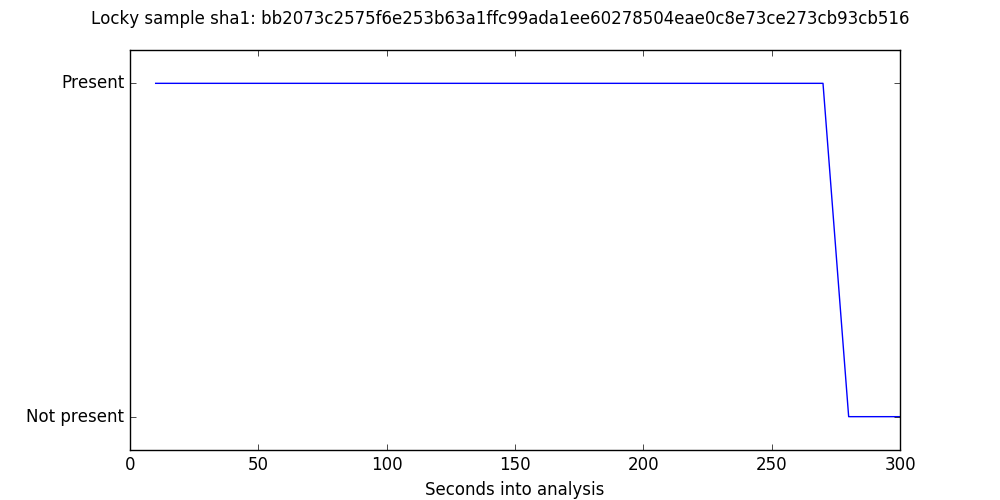 Locky sample sha1: bb2073c2575f6e253b63a1ffc99ada1ee60278504eae0c8e73ce273cb93cb516
Present
Not present
0 50 100 150 200 250 300
Seconds into analysis